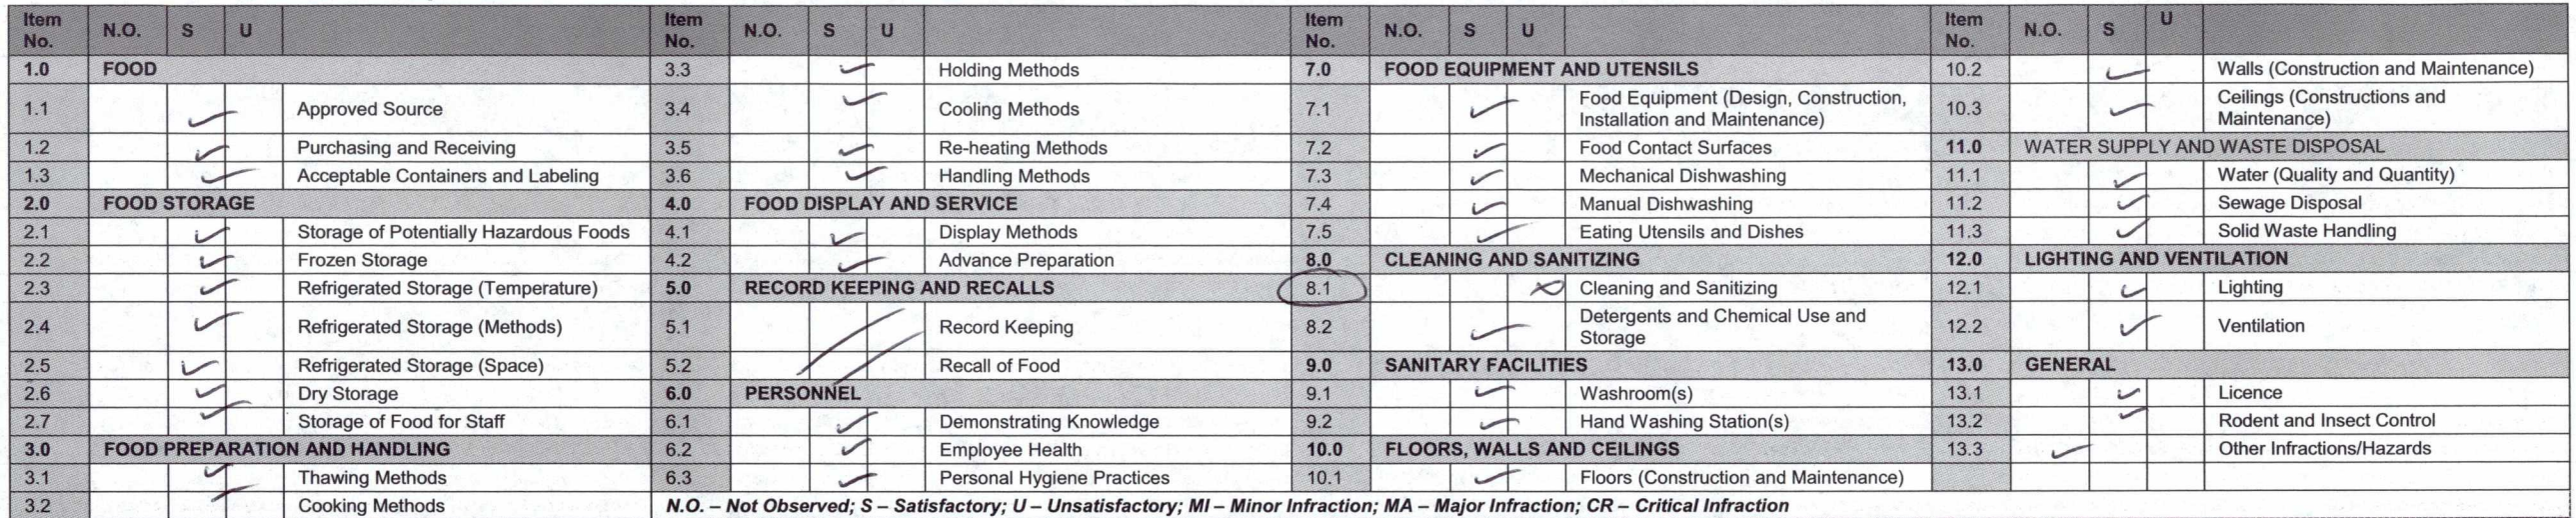 Item No. N.O. S U
1.0 FOOD
1.1 ✓ Approved Source
1.2 ✓ Purchasing and Receiving
1.3 ✓ Acceptable Containers and Labeling
2.0 FOOD STORAGE
2.1 ✓ Storage of Potentially Hazardous Foods
2.2 ✓ Frozen Storage
2.3 ✓ Refrigerated Storage (Temperature)
2.4 ✓ Refrigerated Storage (Methods)
2.5 ✓ Refrigerated Storage (Space)
2.6 ✓ Dry Storage
2.7 ✓ Storage of Food for Staff
3.0 FOOD PREPARATION AND HANDLING
3.1 ✓ Thawing Methods
3.2 ✓ Cooking Methods
Item No. N.O. S U
3.3 ✓ Holding Methods
3.4 ✓ Cooling Methods
3.5 ✓ Re-heating Methods
3.6 ✓ Handling Methods
4.0 FOOD DISPLAY AND SERVICE
4.1 ✓ Display Methods
4.2 ✓ Advance Preparation
5.0 RECORD KEEPING AND RECALLS
5.1 / Record Keeping
5.2 / Recall of Food
6.0 PERSONNEL
6.1 ✓ Demonstrating Knowledge
6.2 ✓ Employee Health
6.3 ✓ Personal Hygiene Practices
Item No. N.O. S U
7.0 FOOD EQUIPMENT AND UTENSILS
7.1 ✓ Food Equipment (Design, Construction,
Installation and Maintenance)
7.2 ✓ Food Contact Surfaces
7.3 ✓ Mechanical Dishwashing
7.4 ✓ Manual Dishwashing
7.5 ✓ Eating Utensils and Dishes
8.0 CLEANING AND SANITIZING
8.1 X Cleaning and Sanitizing
8.2 ✓ Detergents and Chemical Use and
Storage
9.0 SANITARY FACILITIES
9.1 ✓ Washroom(s)
9.2 ✓ Hand Washing Station(s)
10.0 FLOORS, WALLS AND CEILINGS
10.1 ✓ Floors (Construction and Maintenance)
Item No. N.O. S U
10.2 ✓ Walls (Construction and Maintenance)
10.3 ✓ Ceilings (Constructions and
Maintenance)
11.0 WATER SUPPLY AND WASTE DISPOSAL
11.1 ✓ Water (Quality and Quantity)
11.2 ✓ Sewage Disposal
11.3 ✓ Solid Waste Handling
12.0 LIGHTING AND VENTILATION
12.1 ✓ Lighting
12.2 ✓ Ventilation
13.0 GENERAL
13.1 ✓ Licence
13.2 ✓ Rodent and Insect Control
13.3 ✓ Other Infractions/Hazards
N.O. – Not Observed; S – Satisfactory; U – Unsatisfactory; MI – Minor Infraction; MA – Major Infraction; CR – Critical Infraction